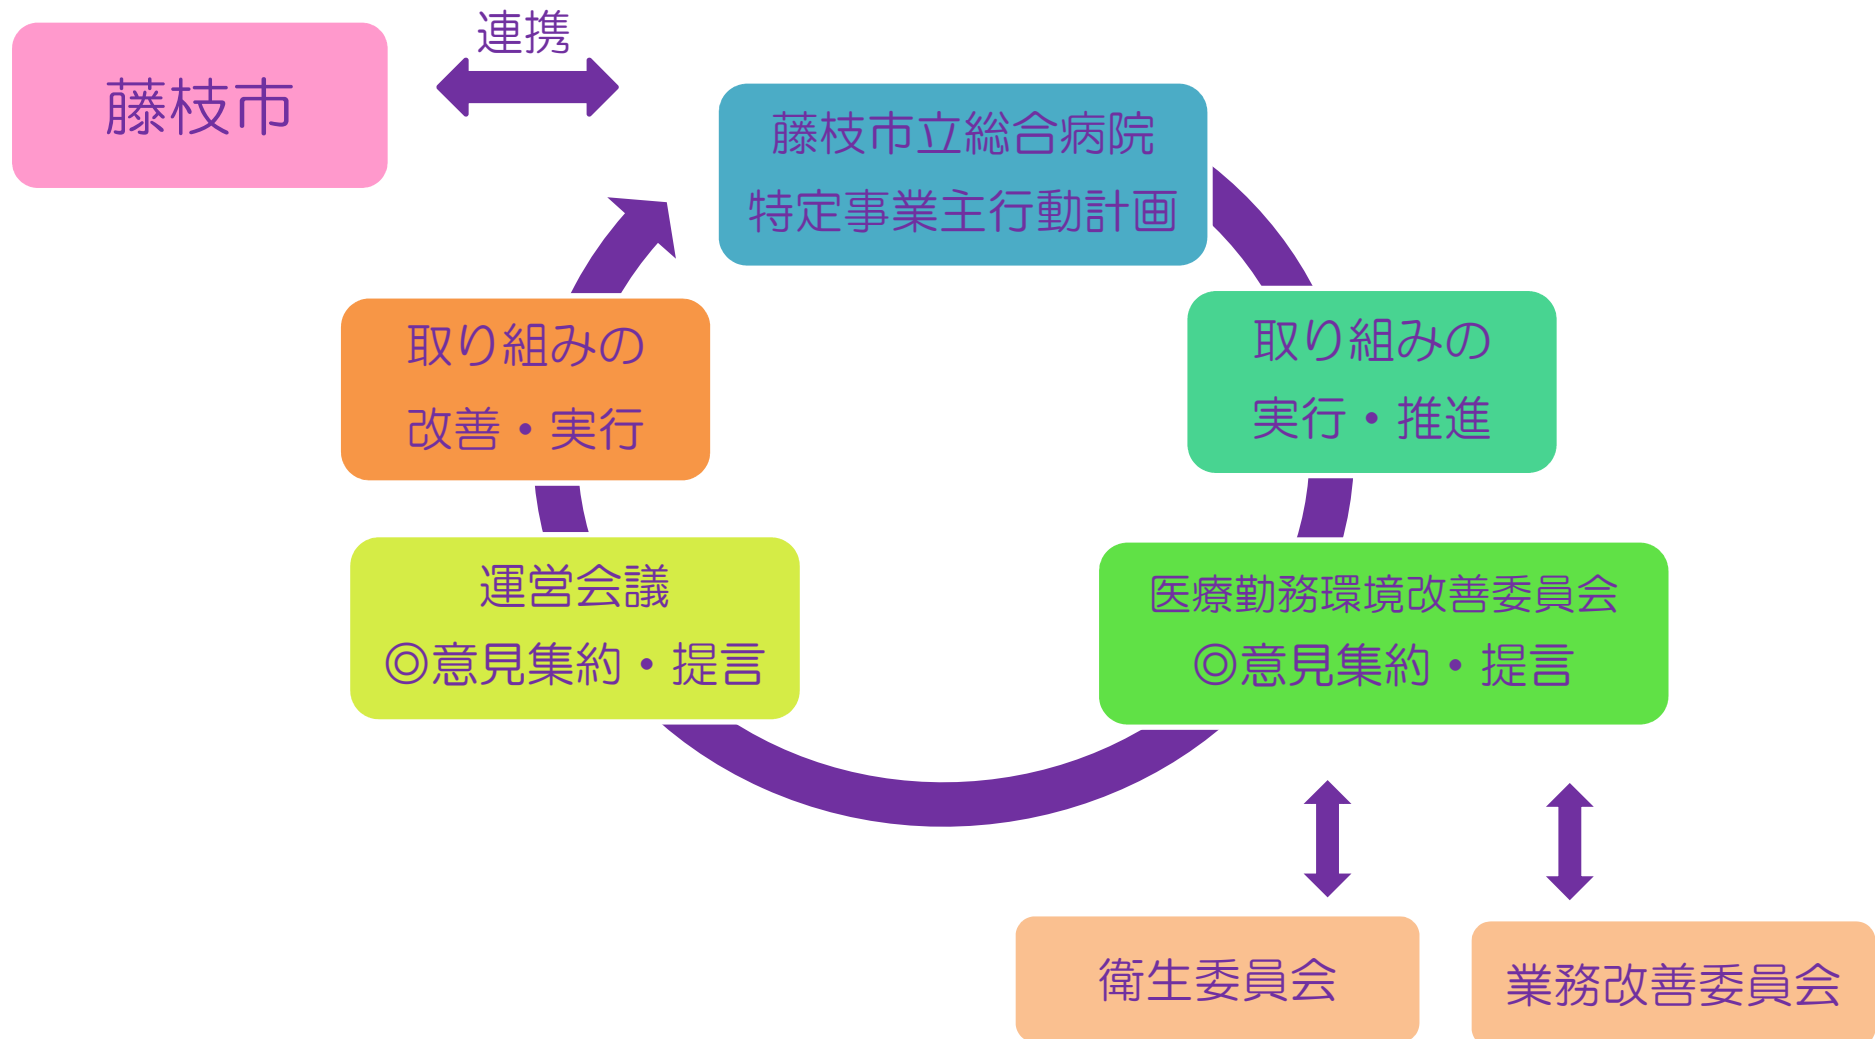 連携
藤枝市
藤枝市立総合病院
特定事業主行動計画
取り組みの
改善・実行
取り組みの
実行・推進
運営会議
◎意見集約・提言
医療勤務環境改善委員会
◎意見集約・提言
衛生委員会
業務改善委員会